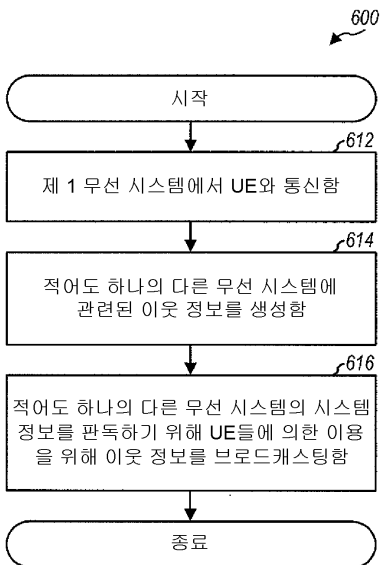 600
시작
612
제 1 무선 시스템에서 UE와 통신함
614
적어도 하나의 다른 무선 시스템에
관련된 이웃 정보를 생성함
616
적어도 하나의 다른 무선 시스템의 시스템
정보를 판독하기 위해 UE들에 의한 이용
을 위해 이웃 정보를 브로드캐스팅함
종료